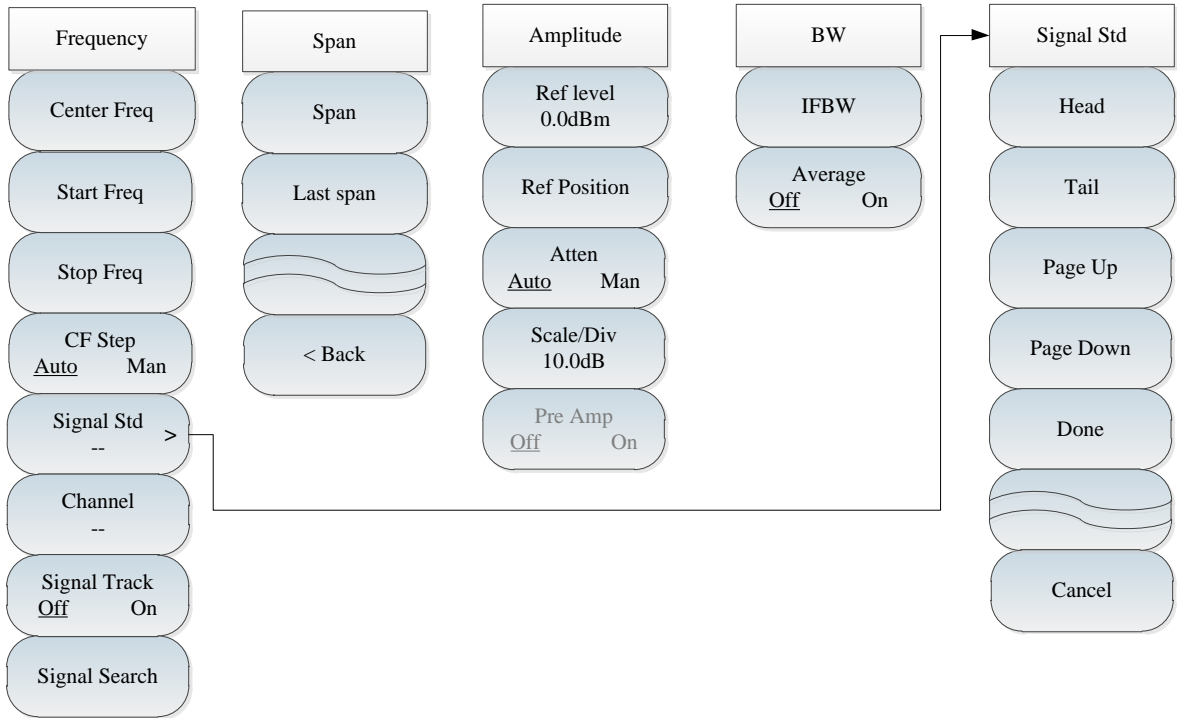 Frequency
Center Freq
Start Freq
Stop Freq
CF Step
Auto Man
Signal Std
-- >
Channel
--
Signal Track
Off On
Signal Search
Span
Span
Last span
< Back
Amplitude
Ref level
0.0dBm
Ref Position
Atten
Auto Man
Scale/Div
10.0dB
Pre Amp
Off On
BW
IFBW
Average
Off On
Signal Std
Head
Tail
Page Up
Page Down
Done
Cancel